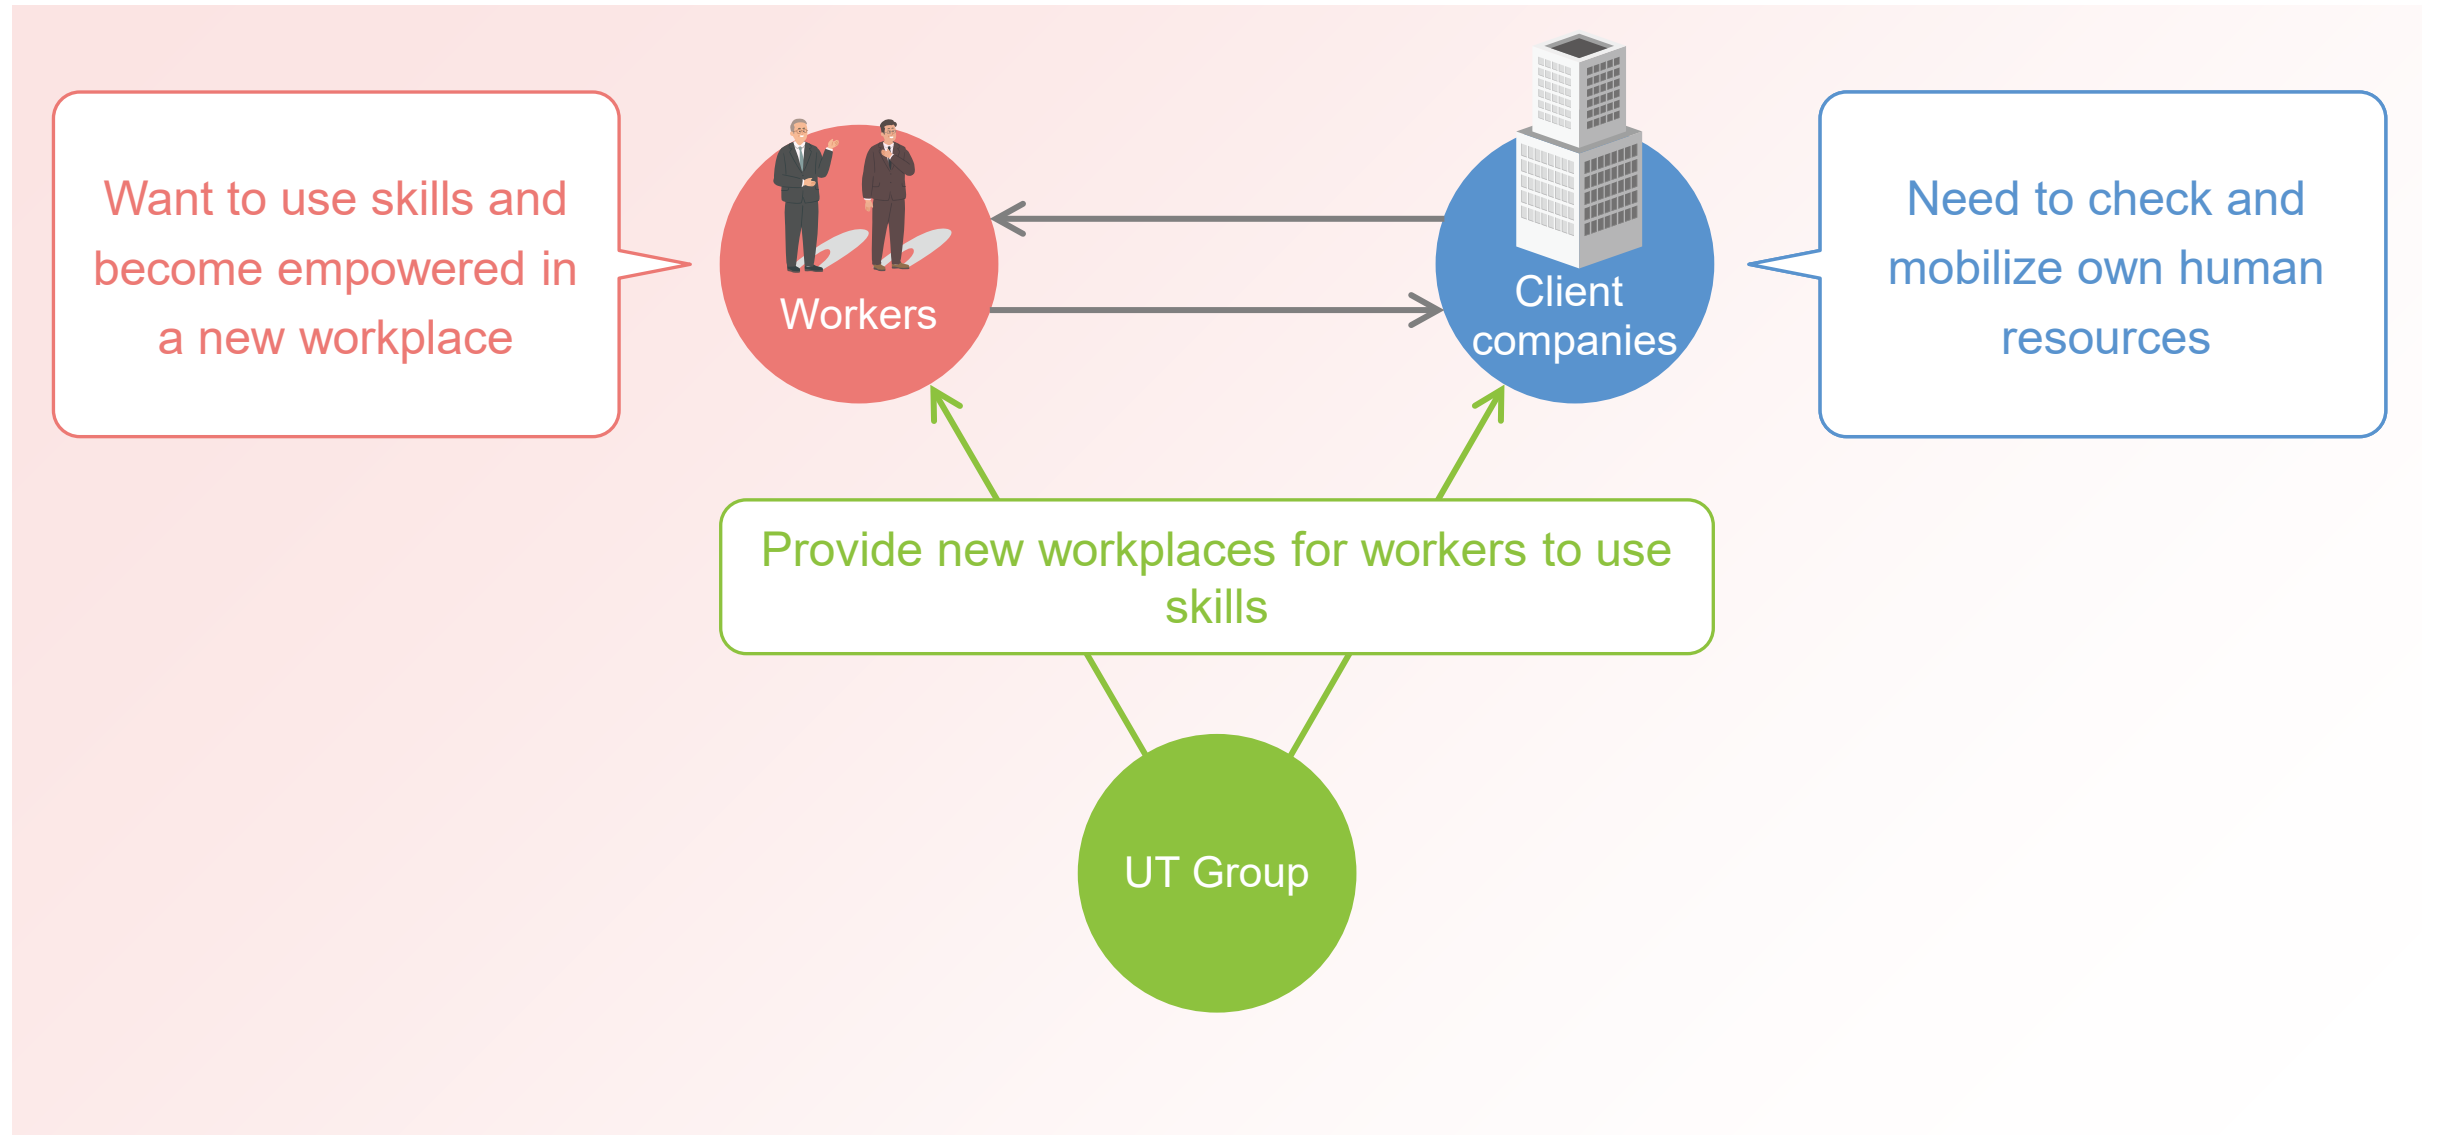 Want to use skills and
become empowered in
a new workplace
Workers
Client
companies
Need to check and
mobilize own human
resources
Provide new workplaces for workers to use
skills
UT Group